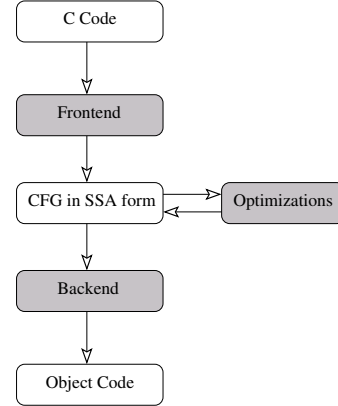 C Code
Frontend
CFG in SSA form
Optimizations
Backend
Object Code